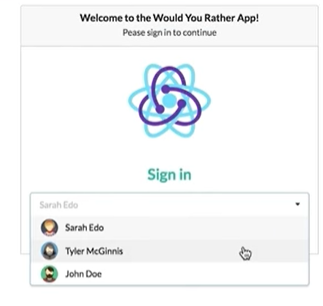 Welcome to the Would You Rather App!
Pease sign in to continue
Sign in
Sarah Edo
Sarah Edo
Tyler McGinnis
John Doe